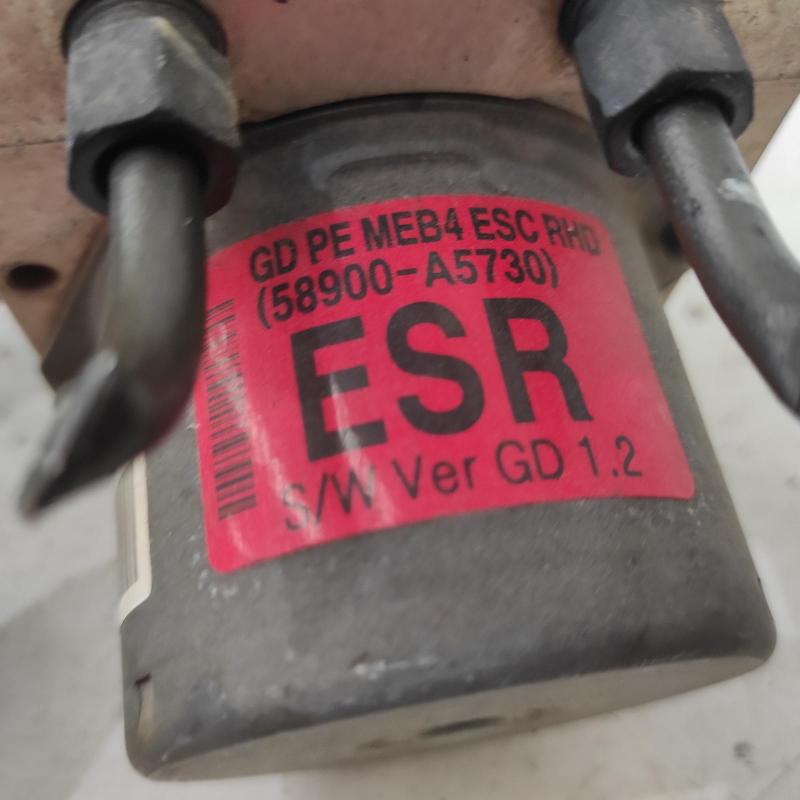 GD PE MEB4 ESC RHD
(58900-A5730)
ESR
S/W Ver GD 1.2